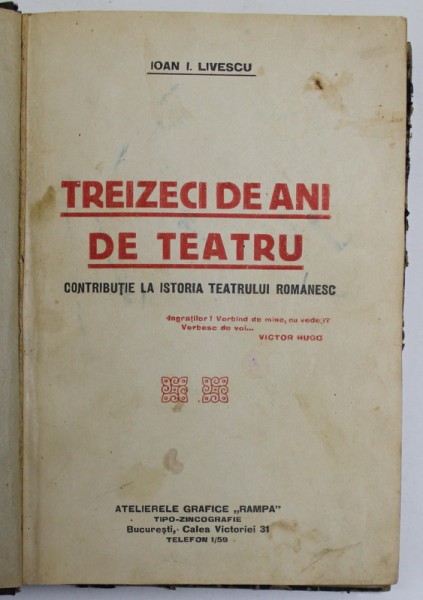 IOAN I. LIVESCU
TREIZECI DE ANI
DE TEATRU
CONTRIBUȚIE LA ISTORIA TEATRULUI ROMÂNESC
Ingraților! Vorbind de mine, nu vedeți?
Vorbesc de voi...
VICTOR HUGO
ATELIERELE GRAFICE „RAMPA”
TIPO-ZINCOGRAFIE
București, Calea Victoriei 31
TELEFON 1/59